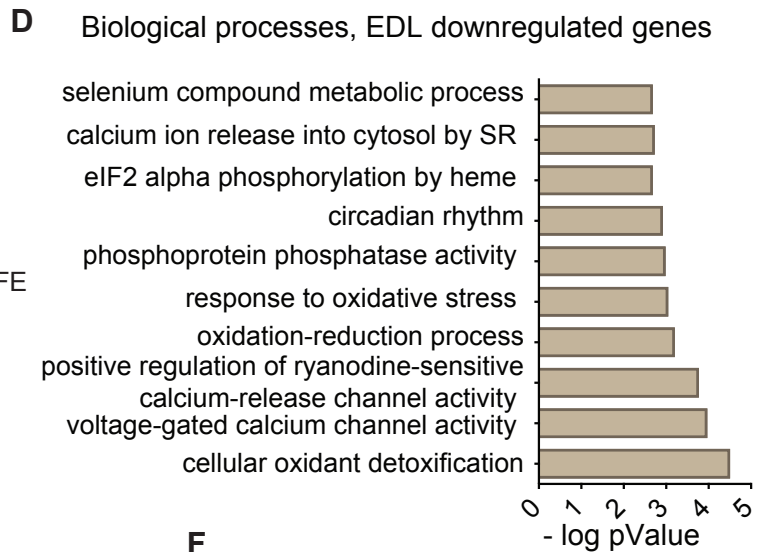 D
Biological processes, EDL downregulated genes
selenium compound metabolic process
calcium ion release into cytosol by SR
eIF2 alpha phosphorylation by heme
circadian rhythm
phosphoprotein phosphatase activity
FE
response to oxidative stress
oxidation-reduction process
positive regulation of ryanodine-sensitive
calcium-release channel activity
voltage-gated calcium channel activity
cellular oxidant detoxification
0 1 2 3 4 5
- log pValue
F